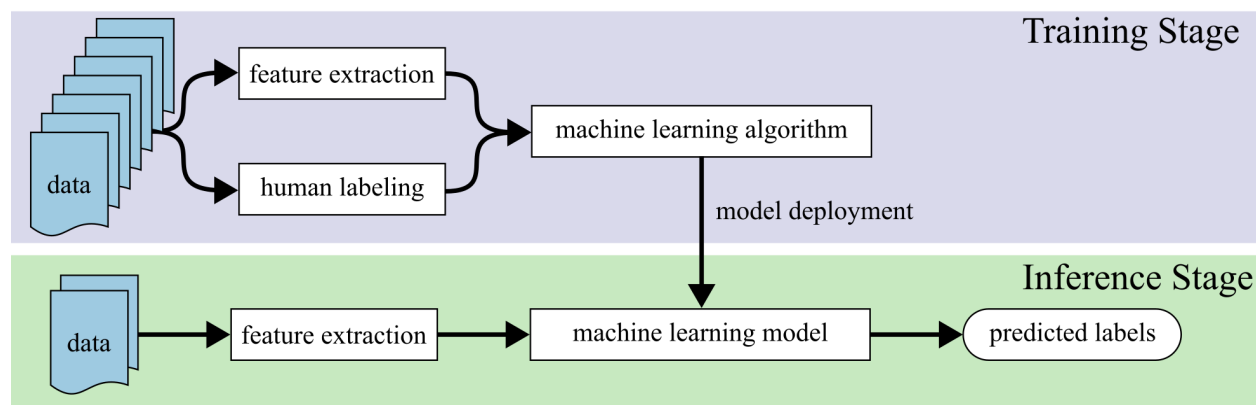 Training Stage
feature extraction
machine learning algorithm
data
human labeling
model deployment
Inference Stage
data
feature extraction
machine learning model
predicted labels